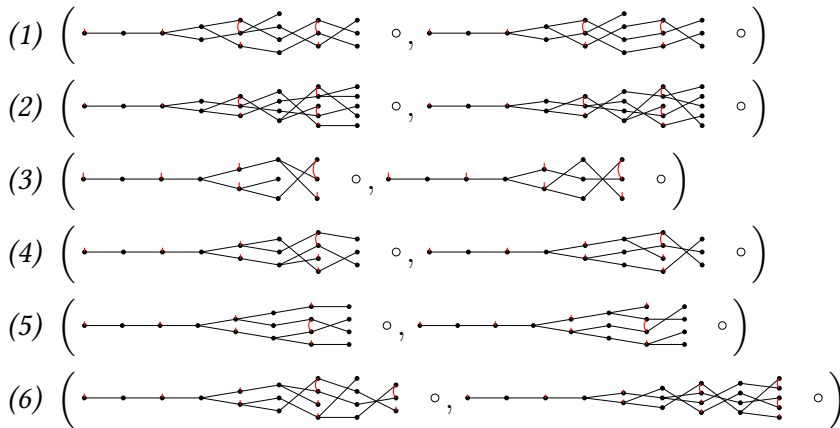 (1) ( , )
(2) ( , )
(3) ( , )
(4) ( , )
(5) ( , )
(6) ( , )